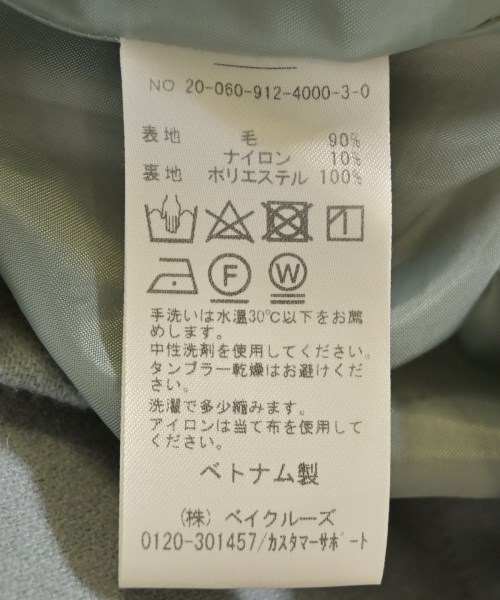 NO 20-060-912-4000-3-0
表地 毛 90%
ナイロン 10%
裏地 ポリエステル 100%
F W
手洗いは水温30℃以下をお薦
めします。
中性洗剤を使用してください。
タンブラー乾燥はお避けくだ
さい。
洗濯で多少縮みます。
アイロンは当て布を使用して
ください。
ベトナム製
(株) ベイクルーズ
0120-301457/カスタマーサポート